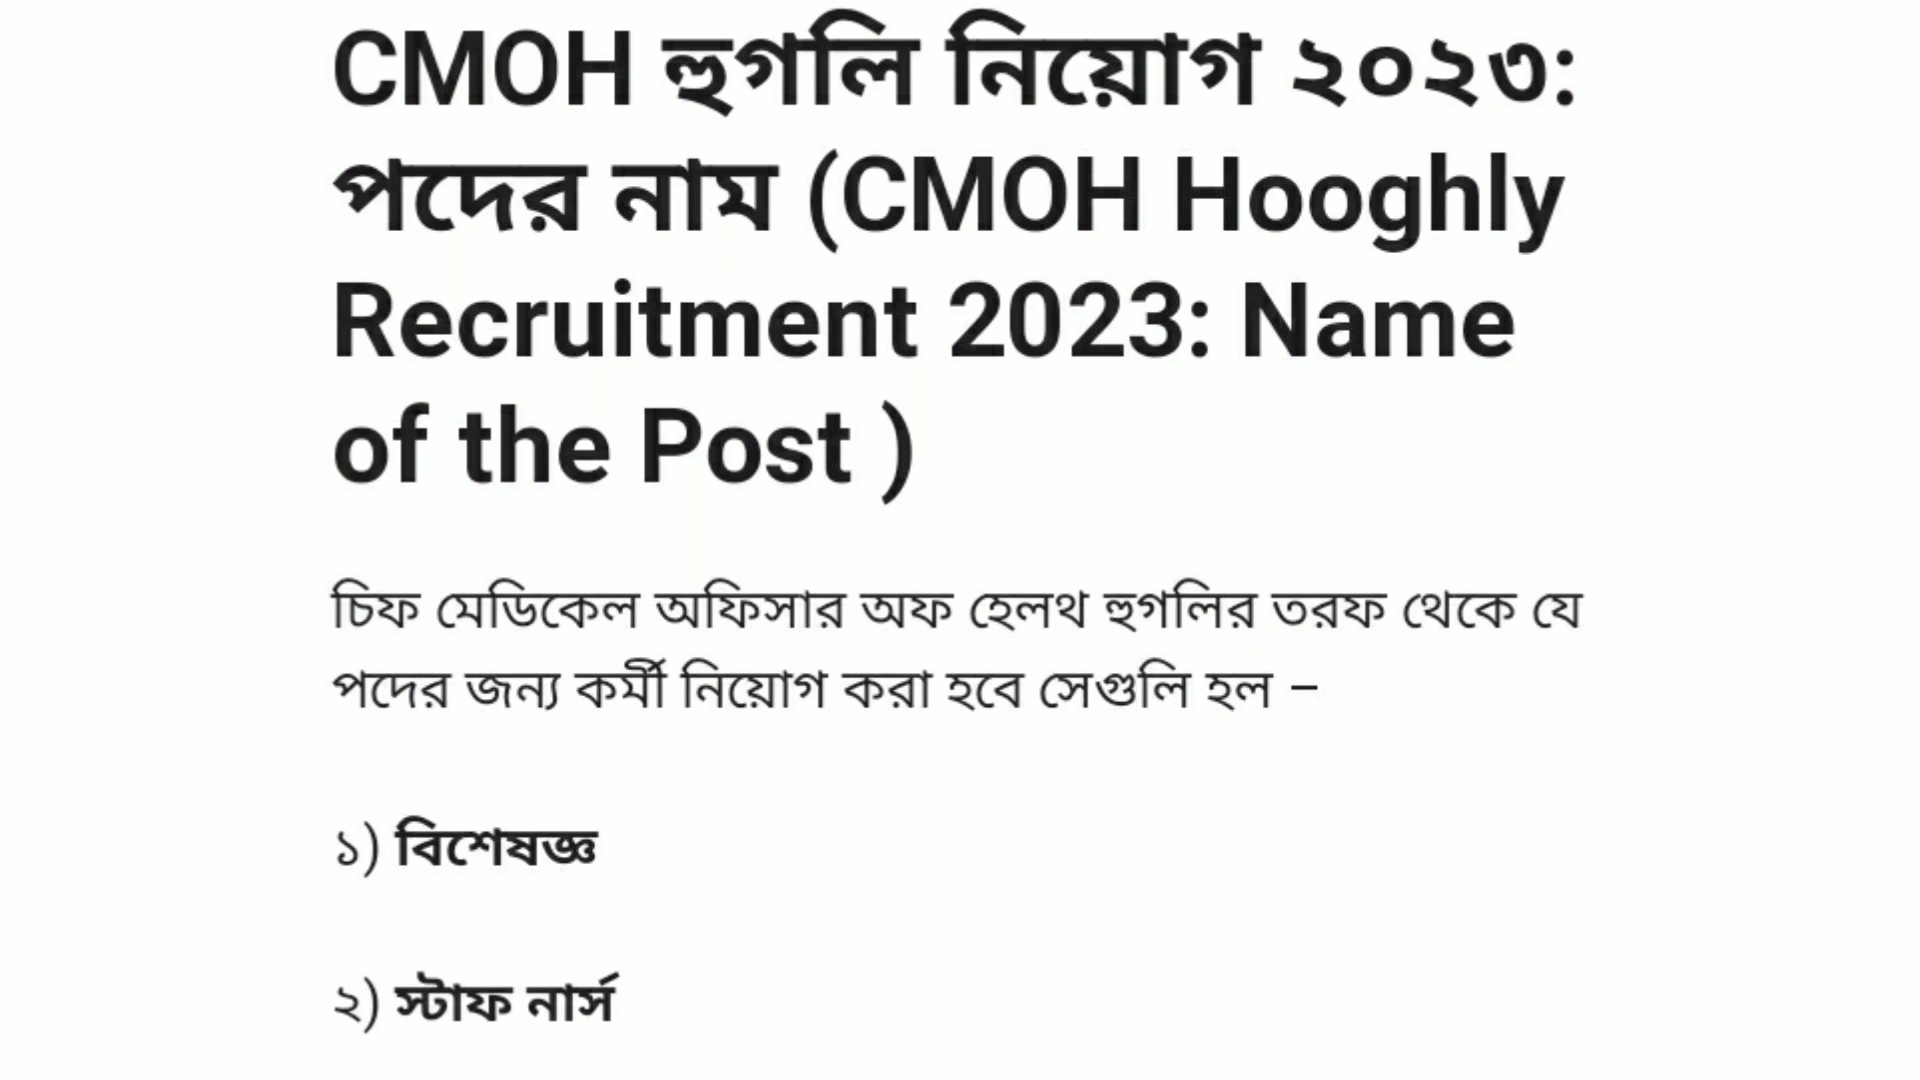 CMOH হুগলি নিয়োগ ২০২৩:
পদের নাম (CMOH Hooghly
Recruitment 2023: Name
of the Post )
চিফ মেডিকেল অফিসার অফ হেলথ হুগলির তরফ থেকে যে
পদের জন্য কর্মী নিয়োগ করা হবে সেগুলি হল –
১) বিশেষজ্ঞ
২) স্টাফ নার্স